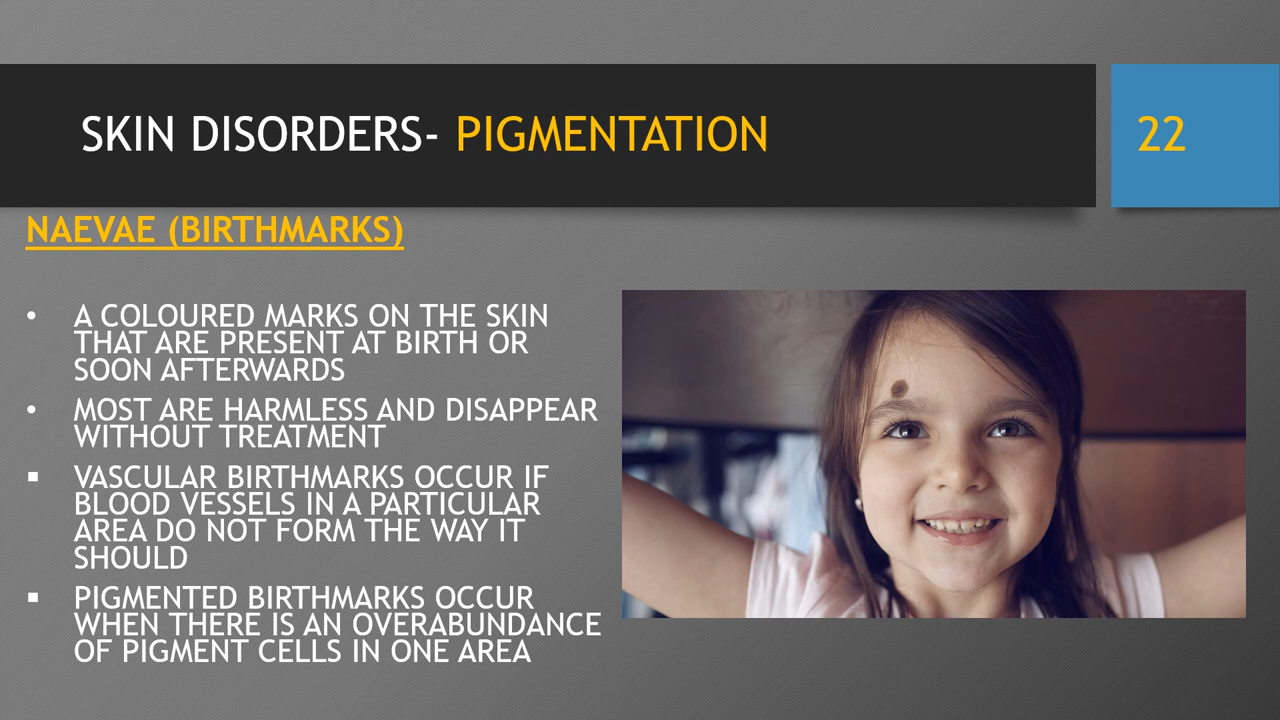 SKIN DISORDERS- PIGMENTATION
22
NAEVAE (BIRTHMARKS)
• A COLOURED MARKS ON THE SKIN
THAT ARE PRESENT AT BIRTH OR
SOON AFTERWARDS
• MOST ARE HARMLESS AND DISAPPEAR
WITHOUT TREATMENT
▪ VASCULAR BIRTHMARKS OCCUR IF
BLOOD VESSELS IN A PARTICULAR
AREA DO NOT FORM THE WAY IT
SHOULD
▪ PIGMENTED BIRTHMARKS OCCUR
WHEN THERE IS AN OVERABUNDANCE
OF PIGMENT CELLS IN ONE AREA